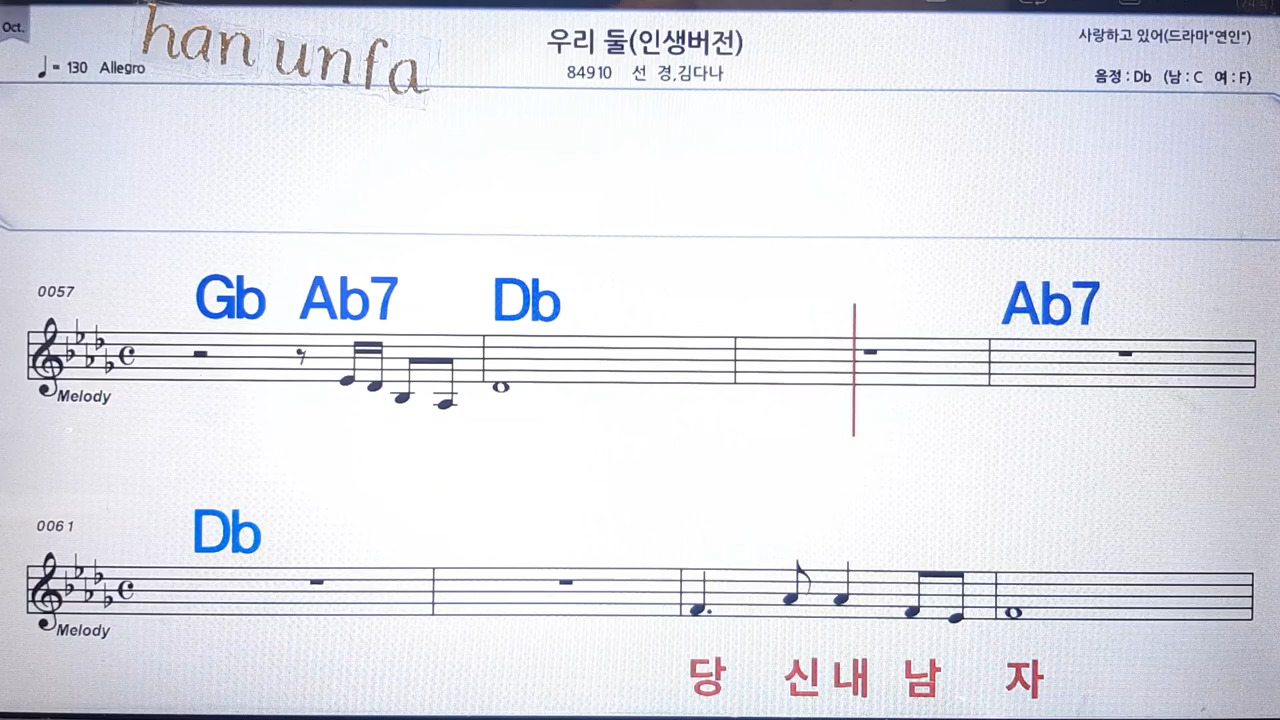 Oct.
han unfa
♩= 130 Allegro
우리 둘(인생버전)
84910 선 경,김다나
사랑하고 있어(드라마"연인")
음정 : Db (남 : C 여 : F)
0057
Gb Ab7 Db Ab7
Melody
0061
Db
Melody
당 신 내 남 자